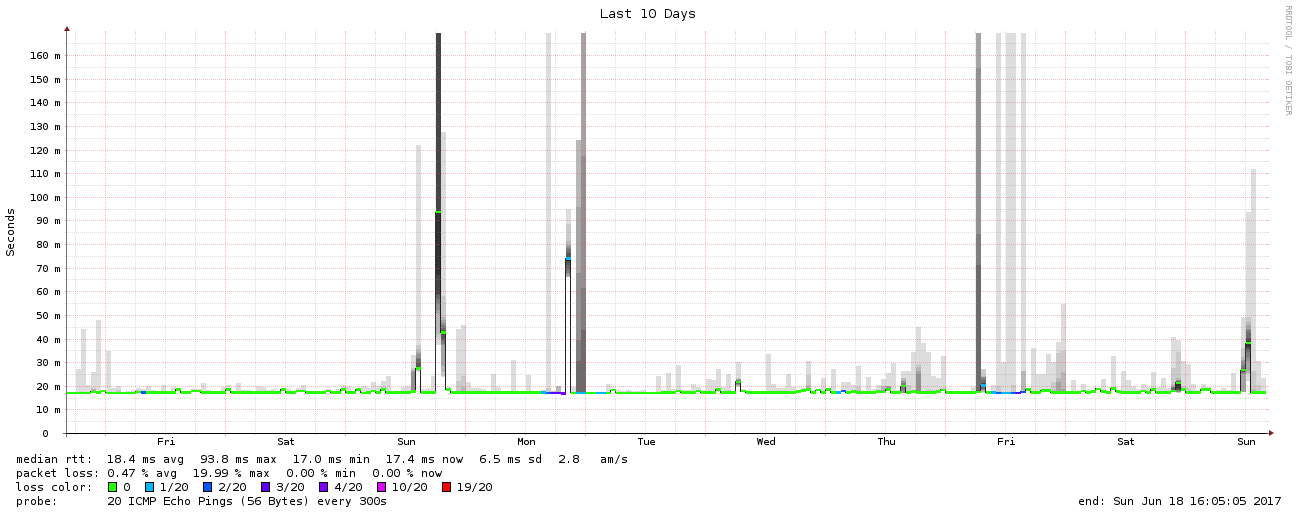 Last 10 Days
RRDTOOL / TOBI OETIKER
Seconds
160 m
150 m
140 m
130 m
120 m
110 m
100 m
90 m
80 m
70 m
60 m
50 m
40 m
30 m
20 m
10 m
0
Fri Sat Sun Mon Tue Wed Thu Fri Sat Sun
median rtt: 18.4 ms avg 93.8 ms max 17.0 ms min 17.4 ms now 6.5 ms sd 2.8 am/s
packet loss: 0.47 % avg 19.99 % max 0.00 % min 0.00 % now
loss color: 0 1/20 2/20 3/20 4/20 10/20 19/20
probe: 20 ICMP Echo Pings (56 Bytes) every 300s end: Sun Jun 18 16:05:05 2017